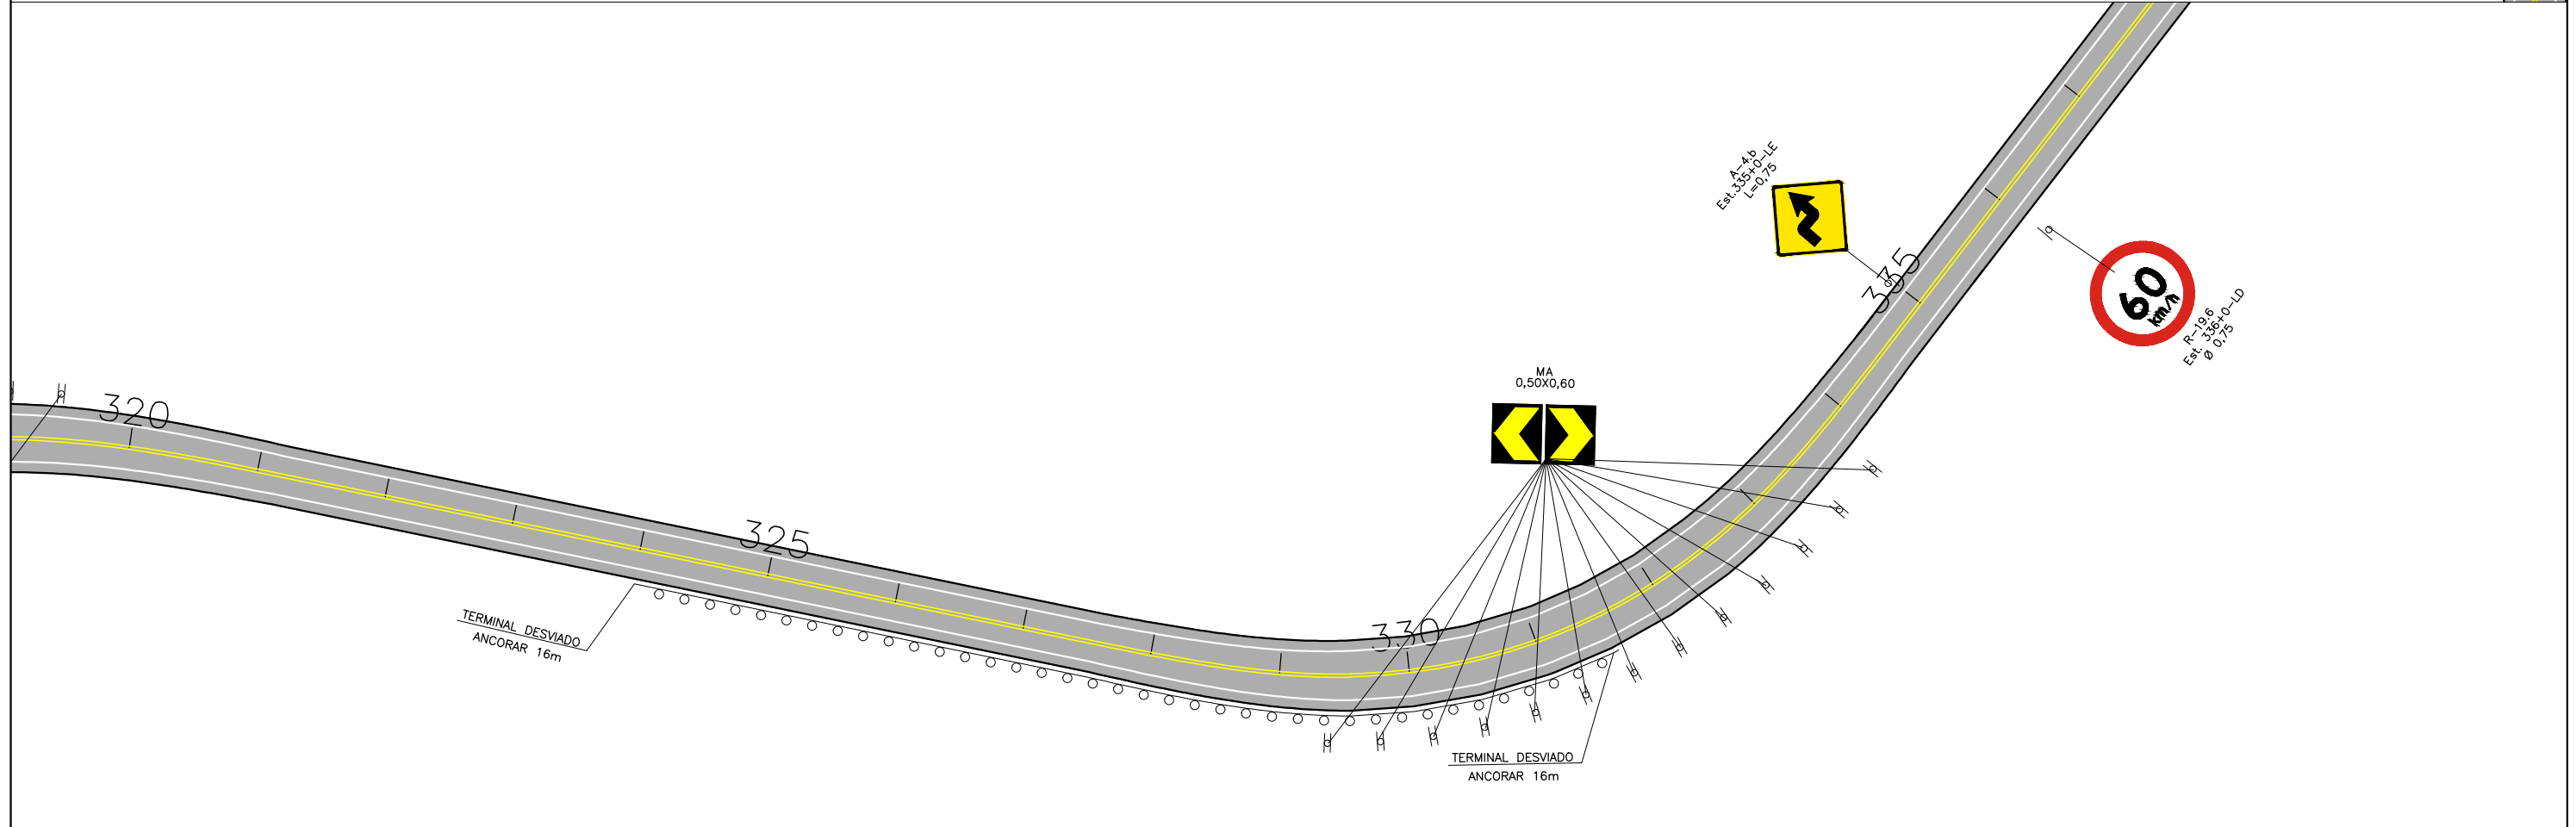 A-4.b
Est.335+0-LE
L=0,75
335
60
km/h
R-19.6
Est. 336+0-LD
Ø 0,75
MA
0,50X0,60
320
325
330
TERMINAL DESVIADO
ANCORAR 16m
TERMINAL DESVIADO
ANCORAR 16m